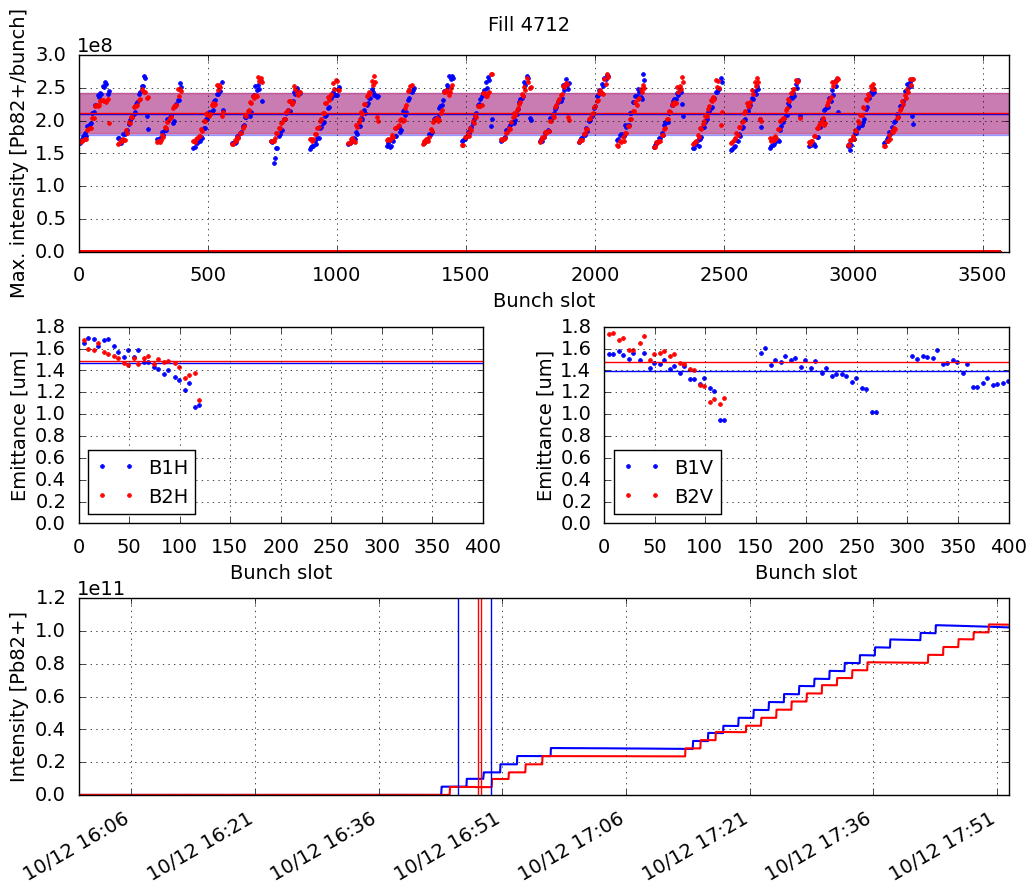 Fill 4712
1e8
Max. intensity [Pb82+/bunch]
3.0
2.5
2.0
1.5
1.0
0.5
0.0
0 500 1000 1500 2000 2500 3000 3500
Bunch slot
Emittance [um]
1.8
1.6
1.4
1.2
1.0
0.8
0.6
0.4
0.2
0.0
B1H
B2H
0 50 100 150 200 250 300 350 400
Bunch slot
Emittance [um]
1.8
1.6
1.4
1.2
1.0
0.8
0.6
0.4
0.2
0.0
B1V
B2V
0 50 100 150 200 250 300 350 400
Bunch slot
1e11
Intensity [Pb82+]
1.2
1.0
0.8
0.6
0.4
0.2
0.0
10/12 16:06
10/12 16:21
10/12 16:36
10/12 16:51
10/12 17:06
10/12 17:21
10/12 17:36
10/12 17:51